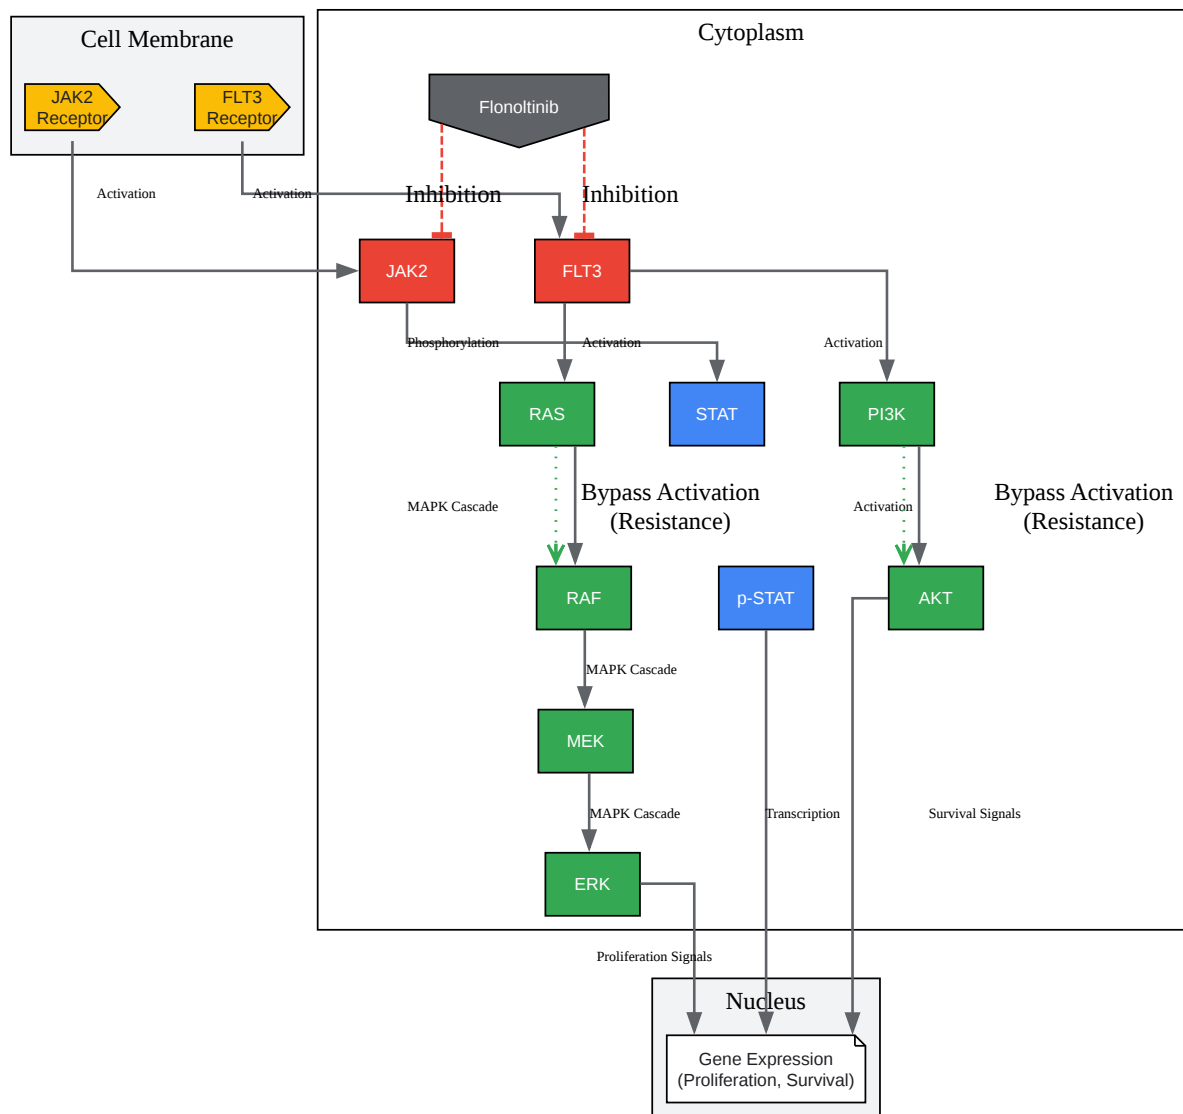 Cell Membrane
Cytoplasm
JAK2
Receptor
FLT3
Receptor
Flonoltinib
Activation
Activation
Inhibition
Inhibition
JAK2
FLT3
Phosphorylation
Activation
Activation
RAS
STAT
PI3K
MAPK Cascade
Bypass Activation
(Resistance)
Activation
Bypass Activation
(Resistance)
RAF
p-STAT
AKT
MAPK Cascade
MEK
MAPK Cascade
Transcription
Survival Signals
ERK
Proliferation Signals
Nucleus
Gene Expression
(Proliferation, Survival)